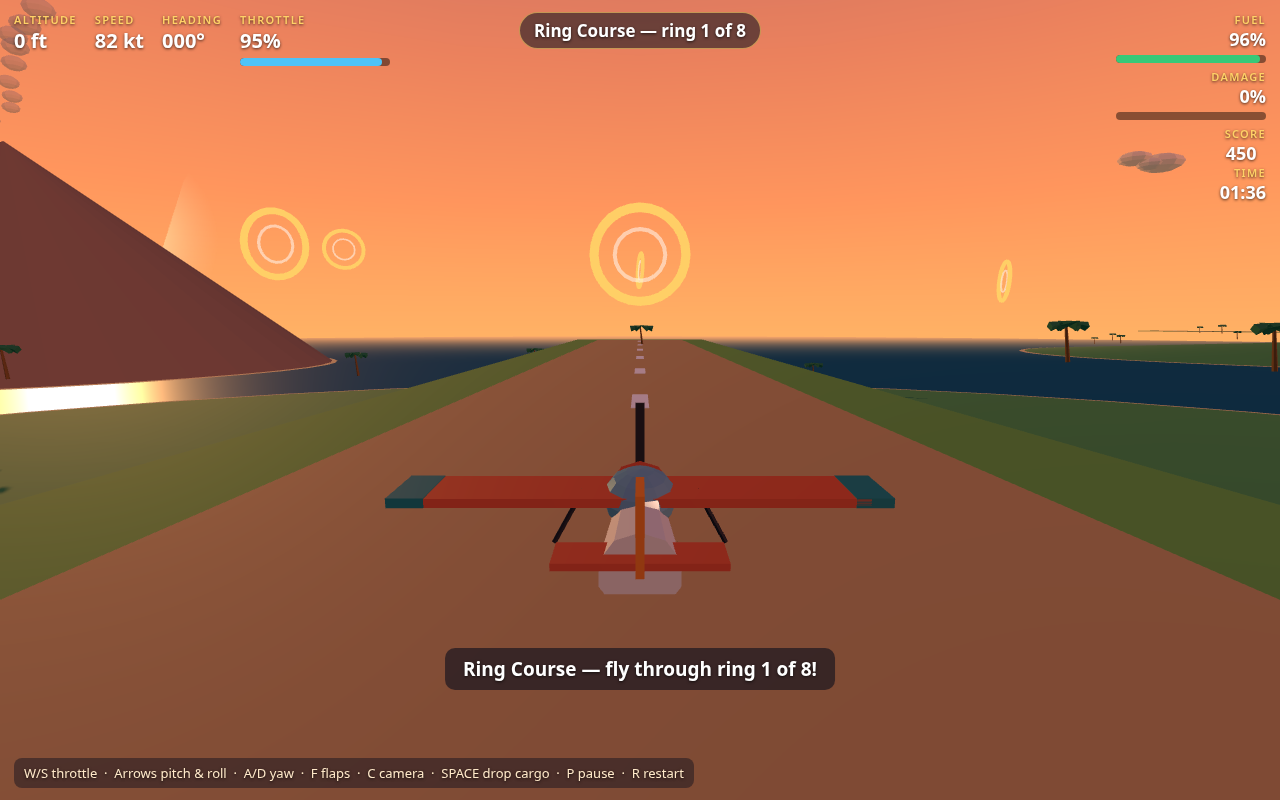 ALTITUDE SPEED HEADING THROTTLE
0 ft 82 kt 000° 95%
Ring Course — ring 1 of 8
FUEL
96%
DAMAGE
0%
SCORE
450
TIME
01:36
Ring Course — fly through ring 1 of 8!
W/S throttle · Arrows pitch & roll · A/D yaw · F flaps · C camera · SPACE drop cargo · P pause · R restart